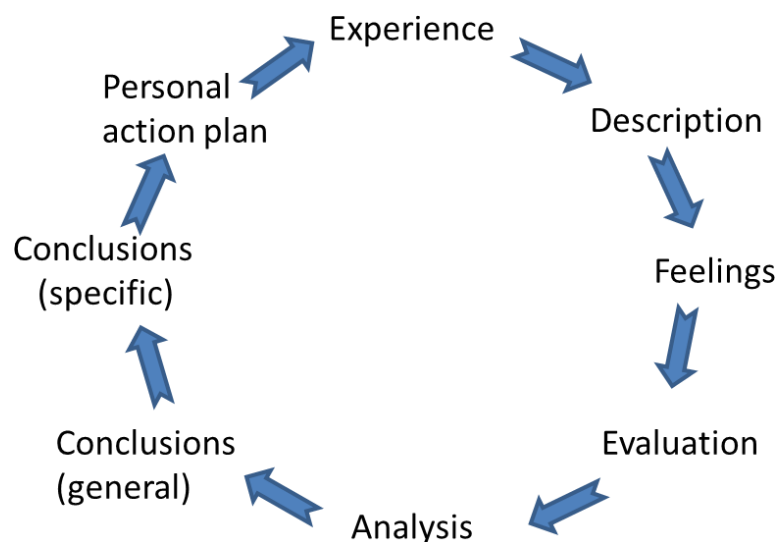 Experience
Description
Feelings
Evaluation
Analysis
Conclusions
(general)
Conclusions
(specific)
Personal
action plan